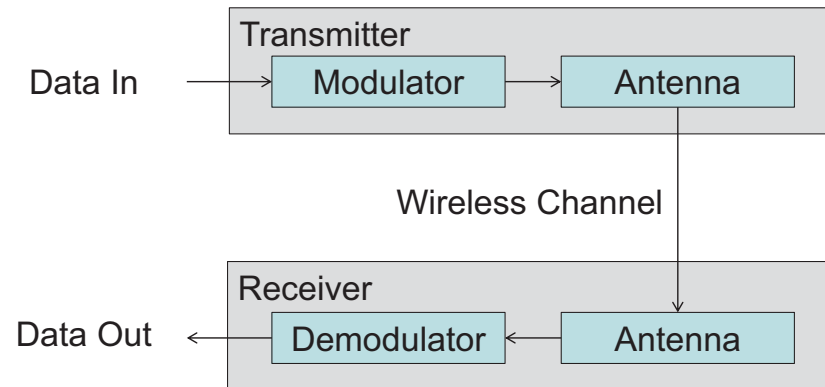 Transmitter
Data In
Modulator
Antenna
Wireless Channel
Receiver
Data Out
Demodulator
Antenna